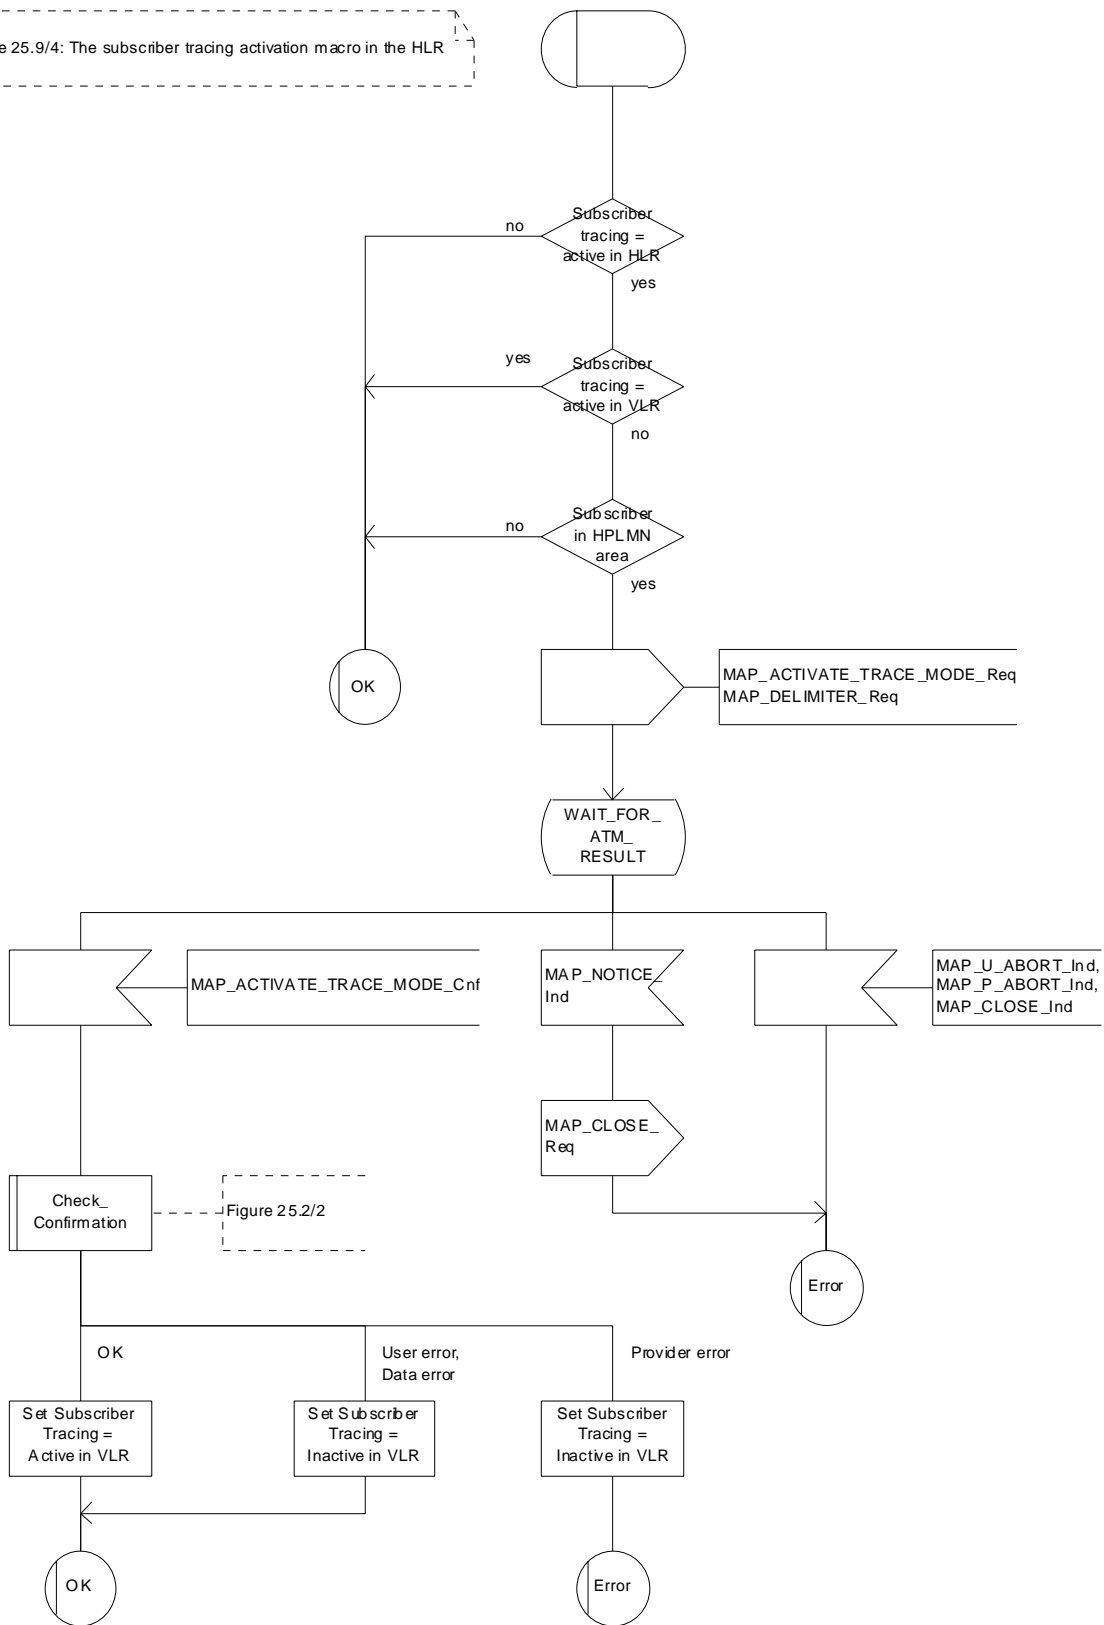 e 25.9/4: The subscriber tracing activation macro in the HLR
Subscriber
tracing =
active in HLR
no
yes
Subscriber
tracing =
active in VLR
yes
no
Subscriber
in HPLMN
area
no
yes
OK
MAP_ACTIVATE_TRACE_MODE_Req
MAP_DELIMITER_Req
WAIT_FOR_
ATM_
RESULT
MAP_ACTIVATE_TRACE_MODE_Cnf
MAP_NOTICE_
Ind
MAP_U_ABORT_Ind,
MAP_P_ABORT_Ind,
MAP_CLOSE_Ind
MAP_CLOSE_
Req
Check_
Confirmation
Figure 25.2/2
Error
OK
User error,
Data error
Provider error
Set Subscriber
Tracing =
Active in VLR
Set Subscriber
Tracing =
Inactive in VLR
Set Subscriber
Tracing =
Inactive in VLR
OK
Error